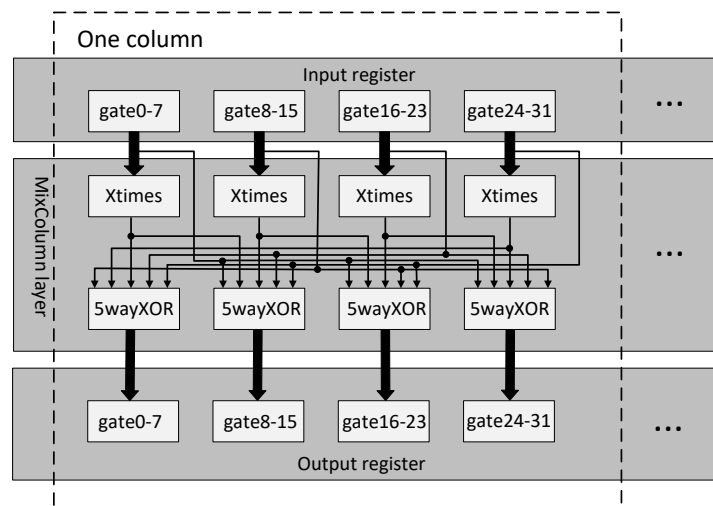 One column
Input register
gate0-7 gate8-15 gate16-23 gate24-31 ...
MixColumn layer
Xtimes Xtimes Xtimes Xtimes
...
5wayXOR 5wayXOR 5wayXOR 5wayXOR
gate0-7 gate8-15 gate16-23 gate24-31 ...
Output register